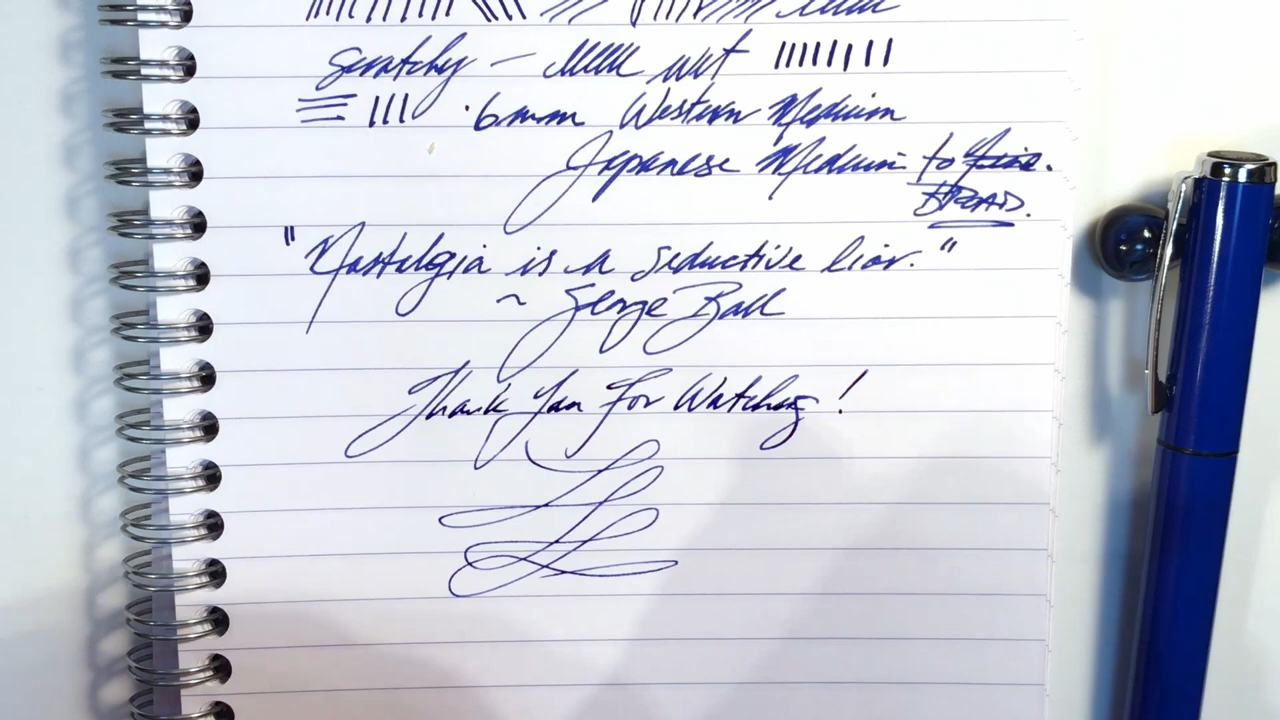 scratchy — wet
.6mm Western Medium
Japanese Medium to Fine.
BROAD.
"Nostalgia is a seductive liar."
~ George Ball
Thank You For Watching!